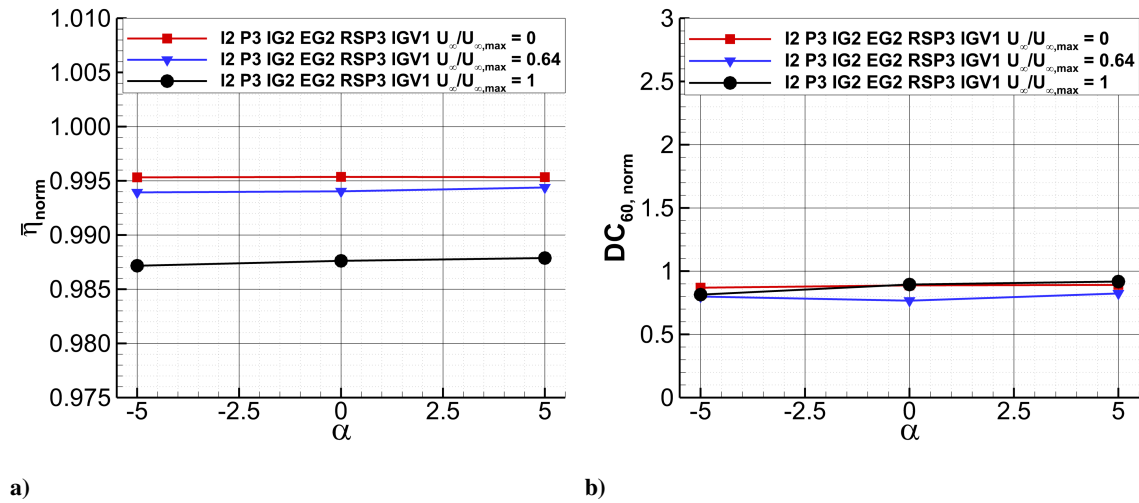 1.010
1.005
1.000
0.995
0.990
0.985
0.980
0.975
η̅norm
I2 P3 IG2 EG2 RSP3 IGV1 U∞/U∞,max = 0
I2 P3 IG2 EG2 RSP3 IGV1 U∞/U∞,max = 0.64
I2 P3 IG2 EG2 RSP3 IGV1 U∞/U∞,max = 1
-5 -2.5 0 2.5 5
α
a)
3
2.5
2
1.5
1
0.5
0
DC60, norm
I2 P3 IG2 EG2 RSP3 IGV1 U∞/U∞,max = 0
I2 P3 IG2 EG2 RSP3 IGV1 U∞/U∞,max = 0.64
I2 P3 IG2 EG2 RSP3 IGV1 U∞/U∞,max = 1
-5 -2.5 0 2.5 5
α
b)